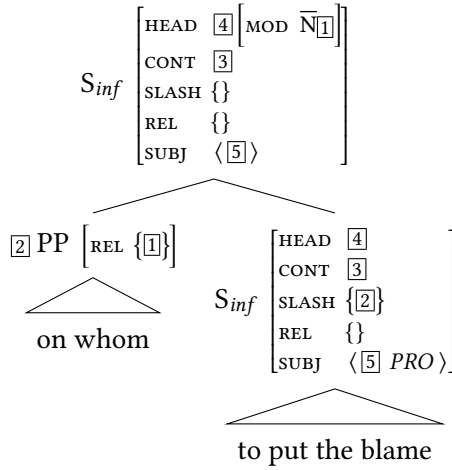 S_inf [HEAD [4] [MOD N̅[1]]
CONT [3]
SLASH {}
REL {}
SUBJ ⟨[5]⟩]
[2] PP [REL {[1]}]
on whom
S_inf [HEAD [4]
CONT [3]
SLASH {[2]}
REL {}
SUBJ ⟨[5] PRO⟩]
to put the blame